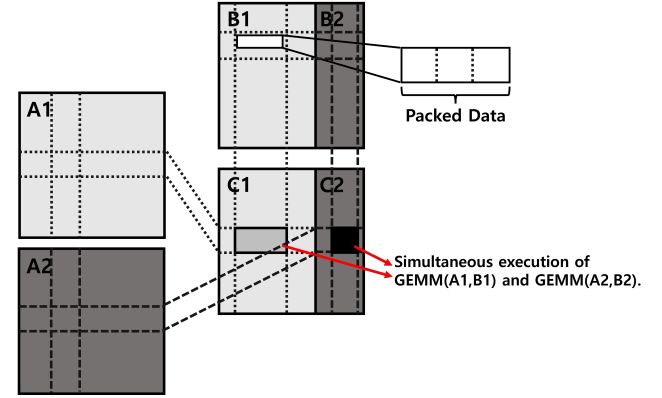 B1 B2
Packed Data
A1
C1 C2
A2
Simultaneous execution of
GEMM(A1,B1) and GEMM(A2,B2).